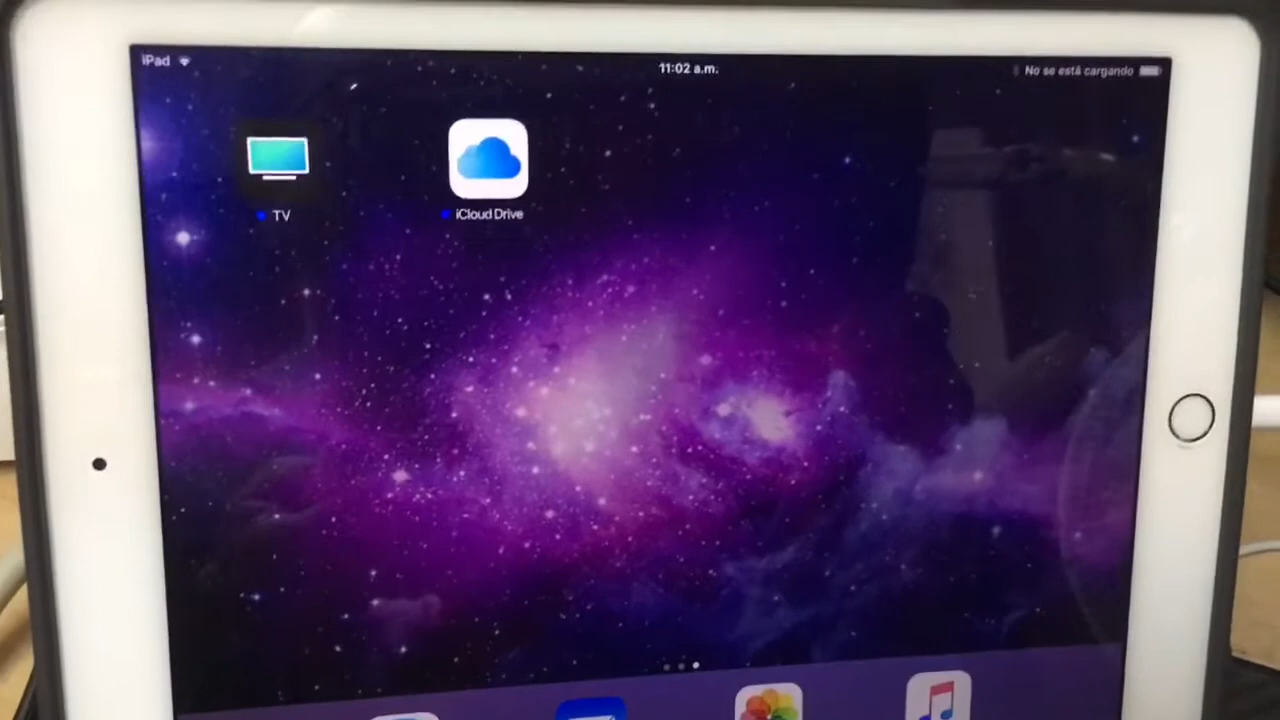 iPad
11:02 a.m.
No se está cargando
TV
iCloud Drive